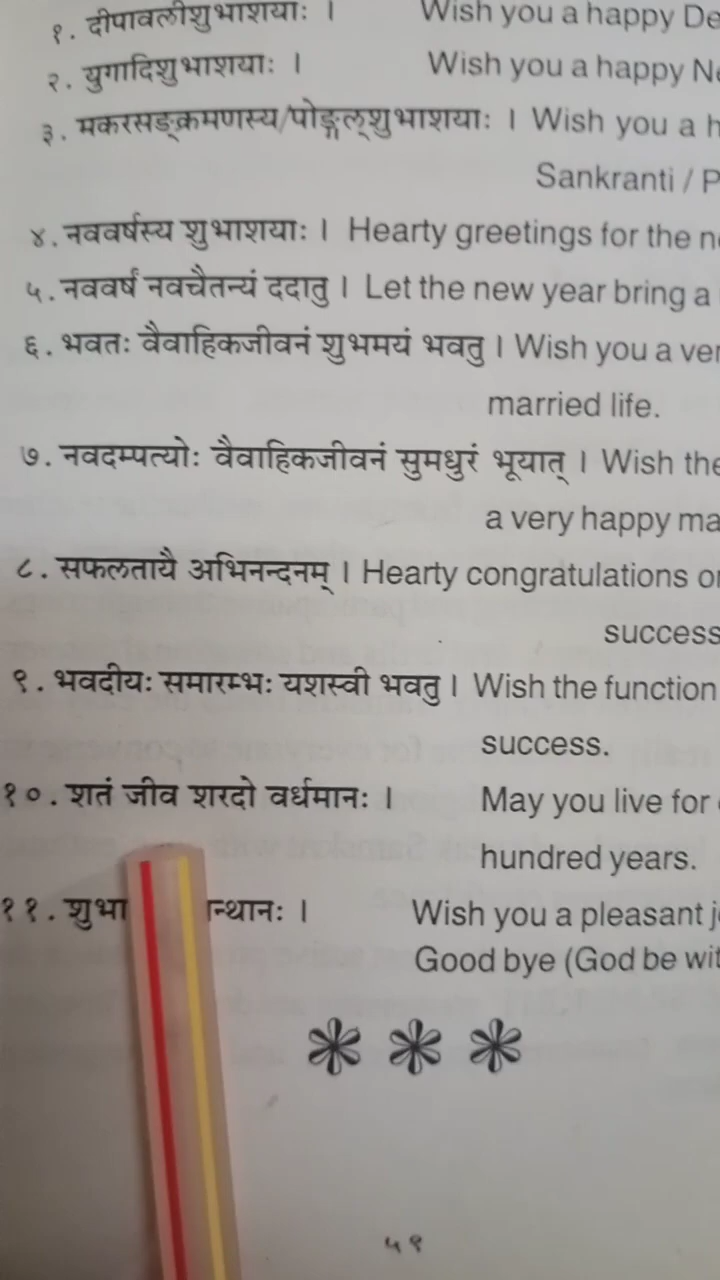 १. दीपावलीशुभाशयाः । Wish you a happy De
२. युगादिशुभाशयाः । Wish you a happy Ne
३. मकरसङ्क्रमणस्य/पोङ्गल्शुभाशयाः । Wish you a h
Sankranti / P
४. नववर्षस्य शुभाशयाः । Hearty greetings for the n
५. नववर्षं नवचैतन्यं ददातु । Let the new year bring a
६. भवतः वैवाहिकजीवनं शुभमयं भवतु । Wish you a ver
married life.
७. नवदम्पत्योः वैवाहिकजीवनं सुमधुरं भूयात् । Wish the
a very happy ma
८. सफलतायै अभिनन्दनम् । Hearty congratulations on
success
९. भवदीयः समारम्भः यशस्वी भवतु । Wish the function
success.
१०. शतं जीव शरदो वर्धमानः । May you live for
hundred years.
११. शुभा न्थानः । Wish you a pleasant j
Good bye (God be wit
५९